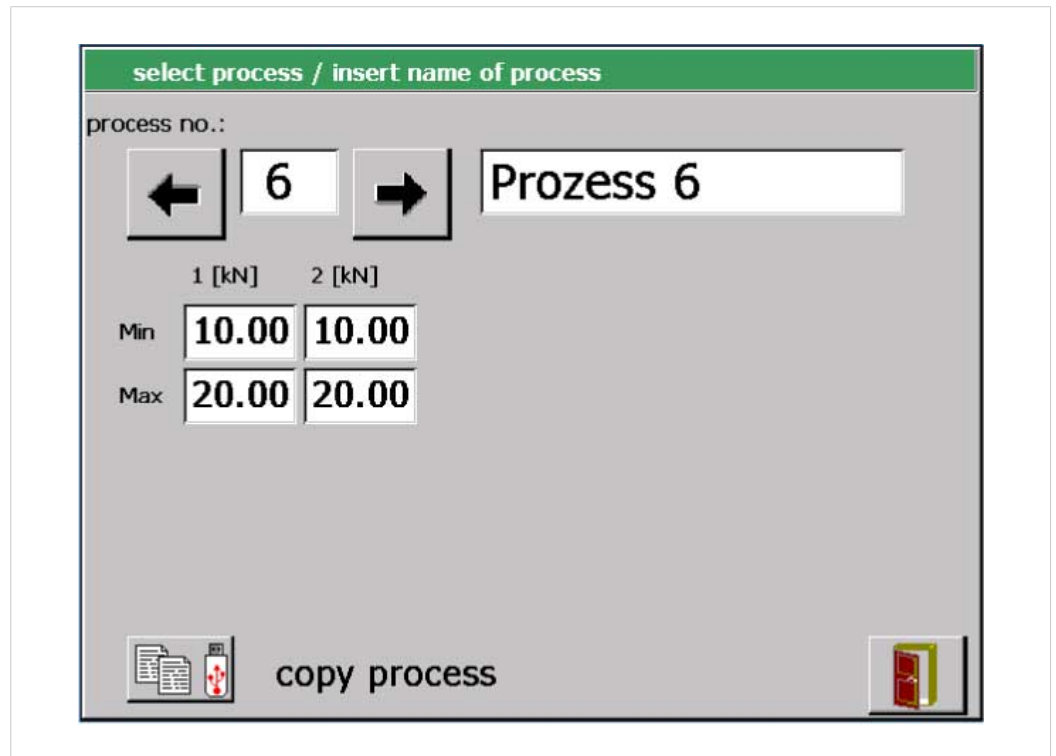 select process / insert name of process
process no.:
6 Prozess 6
1 [kN] 2 [kN]
Min 10.00 10.00
Max 20.00 20.00
copy process